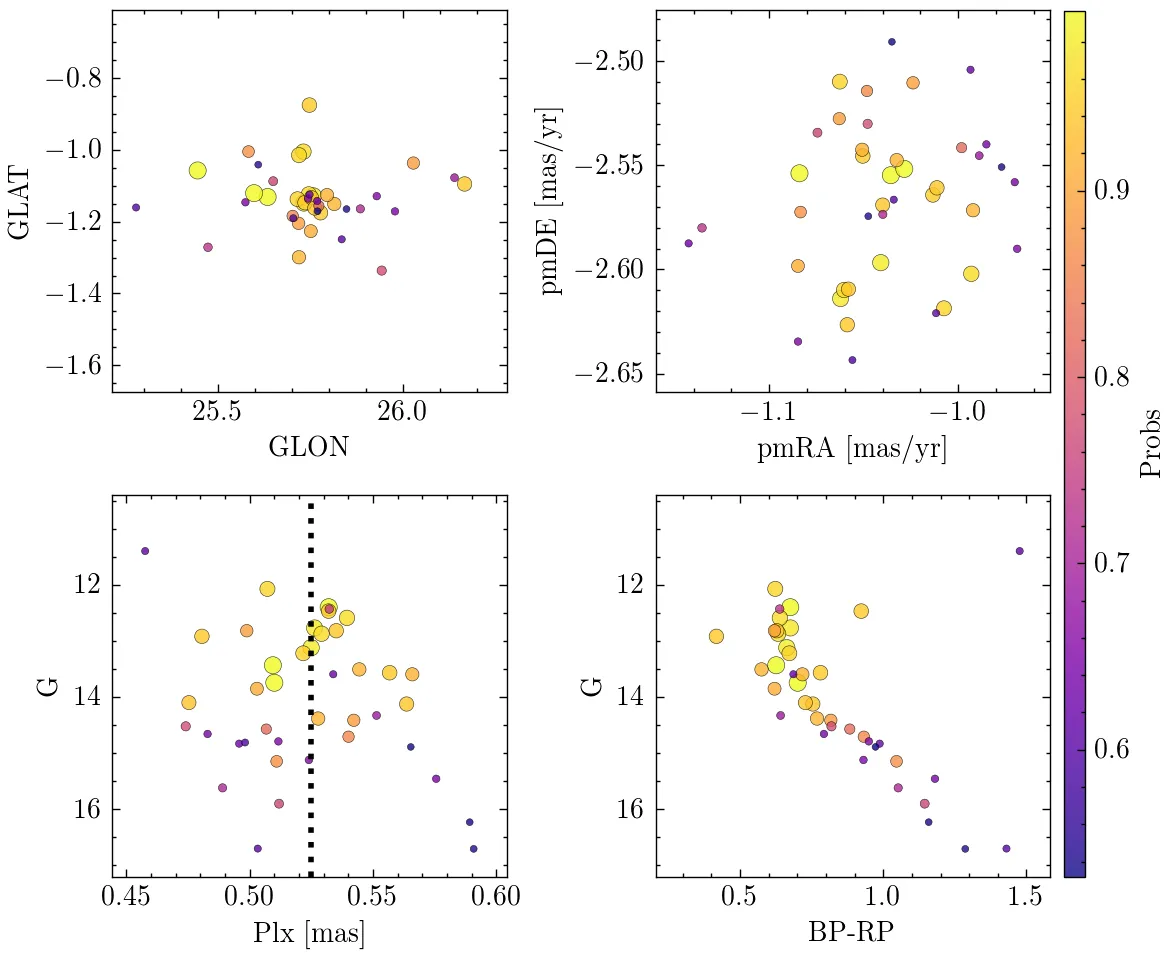 −0.8
−1.0
−1.2
−1.4
−1.6
GLAT
25.5 26.0
GLON
−2.50
−2.55
−2.60
−2.65
pmDE [mas/yr]
−1.1 −1.0
pmRA [mas/yr]
12
14
16
G
0.45 0.50 0.55 0.60
Plx [mas]
12
14
16
G
0.5 1.0 1.5
BP-RP
0.9
0.8
0.7
0.6
Probs